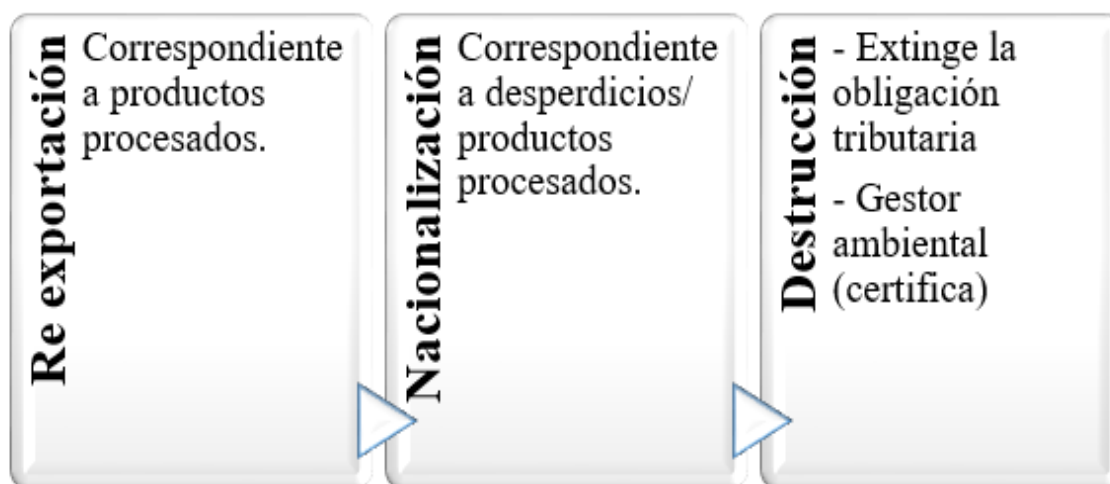 Re exportación
Correspondiente
a productos
procesados.
Nacionalización
Correspondiente
a desperdicios/
productos
procesados.
Destrucción
- Extinge la
obligación
tributaria
- Gestor
ambiental
(certifica)